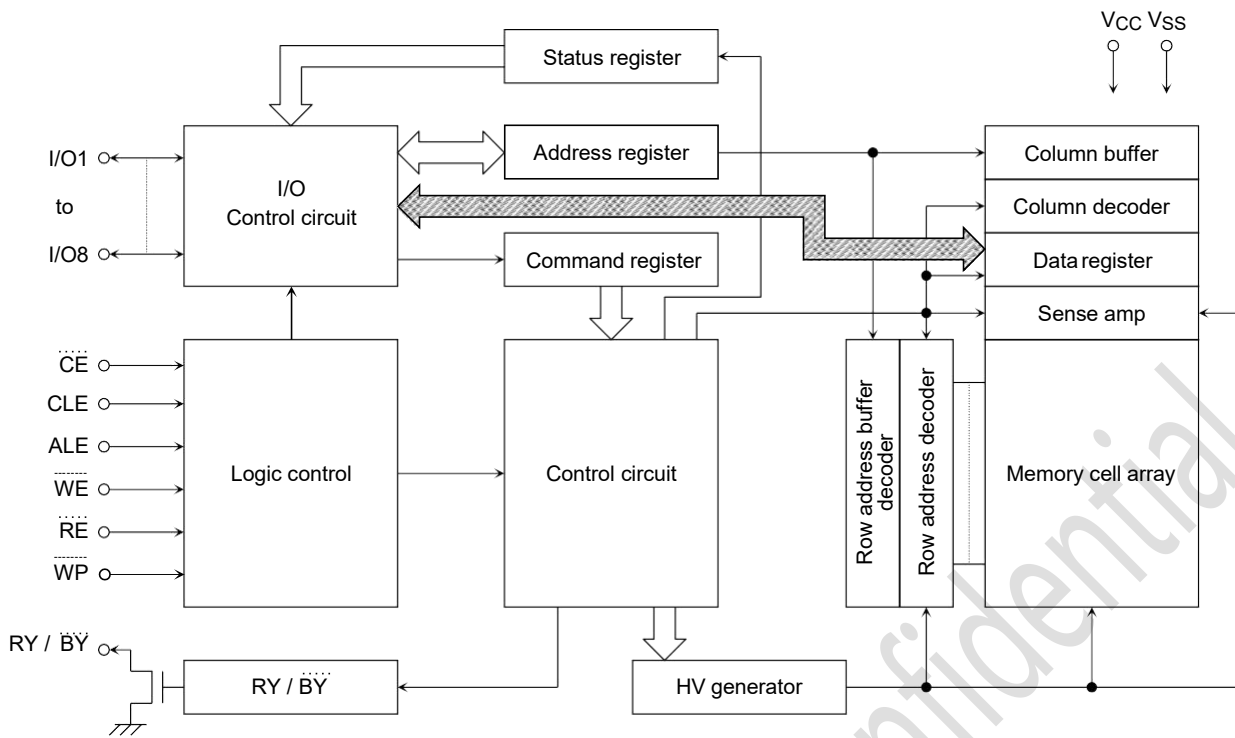 VCC VSS
Status register
I/O1
to
I/O8
I/O
Control circuit
Address register
Command register
Column buffer
Column decoder
Data register
Sense amp
CE
CLE
ALE
WE
RE
WP
Logic control
Control circuit
Row address buffer
decoder
Row address decoder
Memory cell array
RY / BY
RY / BY
HV generator